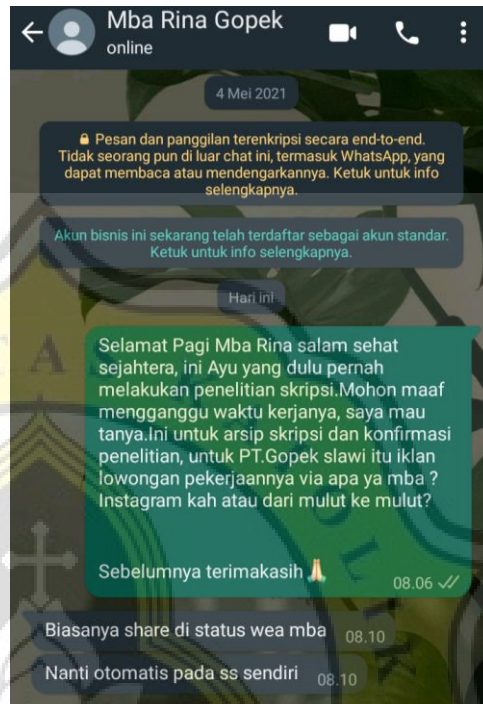 Mba Rina Gopek
online
4 Mei 2021
Pesan dan panggilan terenkripsi secara end-to-end.
Tidak seorang pun di luar chat ini, termasuk WhatsApp, yang
dapat membaca atau mendengarkannya. Ketuk untuk info
selengkapnya.
Akun bisnis ini sekarang telah terdaftar sebagai akun standar.
Ketuk untuk info selengkapnya.
Hari ini
Selamat Pagi Mba Rina salam sehat
sejahtera, ini Ayu yang dulu pernah
melakukan penelitian skripsi.Mohon maaf
mengganggu waktu kerjanya, saya mau
tanya.Ini untuk arsip skripsi dan konfirmasi
penelitian, untuk PT.Gopek slawi itu iklan
lowongan pekerjaannya via apa ya mba ?
Instagram kah atau dari mulut ke mulut?
Sebelumnya terimakasih 🙏🏻
08.06
Biasanya share di status wea mba 08.10
Nanti otomatis pada ss sendiri 08.10